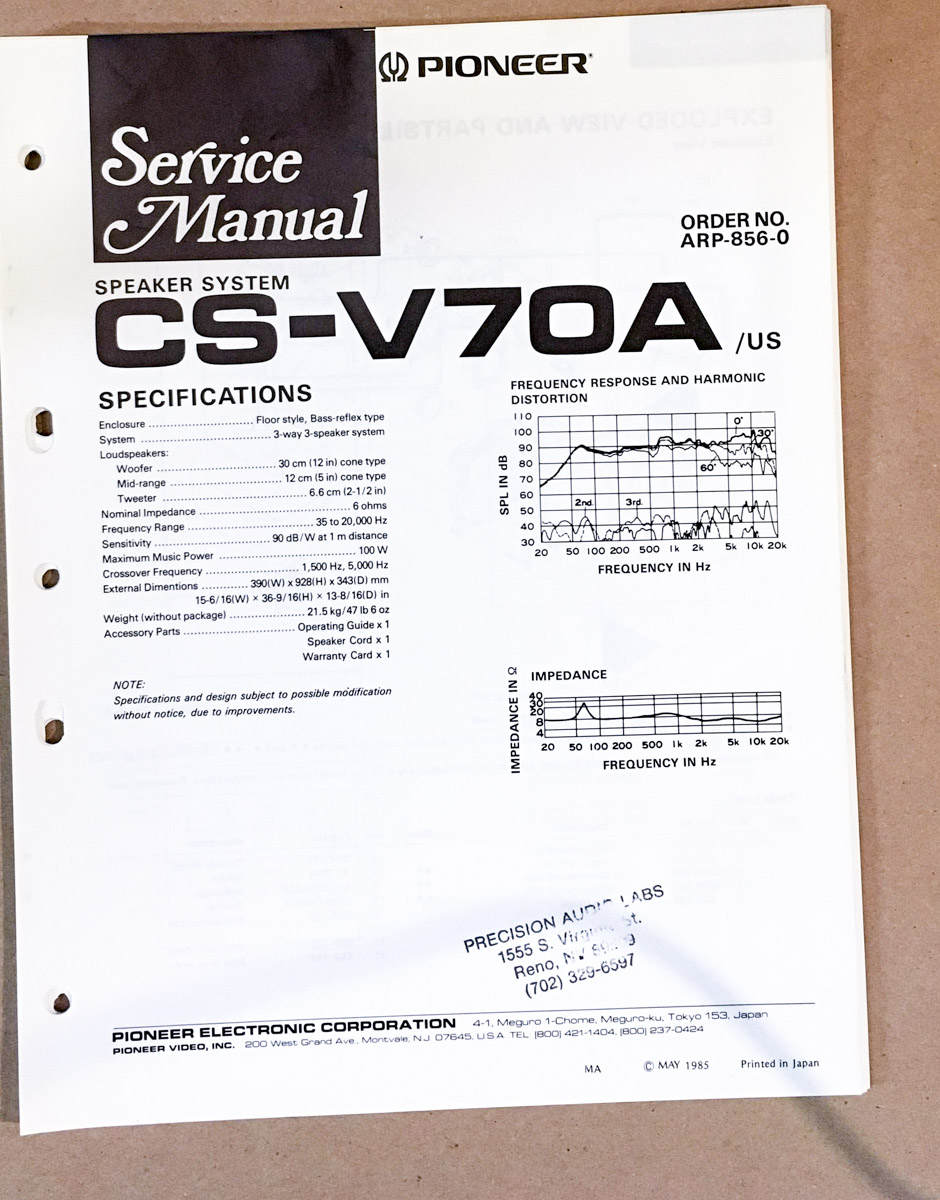 PIONEER
Service
Manual
ORDER NO.
ARP-856-0
SPEAKER SYSTEM
CS-V70A /US
SPECIFICATIONS
Enclosure .............................. Floor style, Bass-reflex type
System ...................................... 3-way 3-speaker system
Loudspeakers:
Woofer .................................... 30 cm (12 in) cone type
Mid-range ................................. 12 cm (5 in) cone type
Tweeter ........................................ 6.6 cm (2-1/2 in)
Nominal Impedance ................................................ 6 ohms
Frequency Range ...................................... 35 to 20,000 Hz
Sensitivity ................................... 90 dB/W at 1 m distance
Maximum Music Power .......................................... 100 W
Crossover Frequency ............................. 1,500 Hz, 5,000 Hz
External Dimentions ............ 390(W) x 928(H) x 343(D) mm
15-6/16(W) × 36-9/16(H) × 13-8/16(D) in
Weight (without package) ....................... 21.5 kg/47 lb 6 oz
Accessory Parts .................................. Operating Guide x 1
Speaker Cord x 1
Warranty Card x 1
NOTE:
Specifications and design subject to possible modification
without notice, due to improvements.
FREQUENCY RESPONSE AND HARMONIC
DISTORTION
SPL IN dB
110
100
90
80
70
60
50
40
30
0°
30°
60°
2nd.
3rd.
20 50 100 200 500 1k 2k 5k 10k 20k
FREQUENCY IN Hz
IMPEDANCE
IMPEDANCE IN Ω
40
30
20
8
4
20 50 100 200 500 1k 2k 5k 10k 20k
FREQUENCY IN Hz
PRECISION AUDIO LABS
1555 S. Virginia St.
Reno, NV
(702) 329-6597
PIONEER ELECTRONIC CORPORATION 4-1, Meguro 1-Chome, Meguro-ku, Tokyo 153, Japan
PIONEER VIDEO, INC. 200 West Grand Ave., Montvale, N.J. 07645, U.S.A. TEL (800) 421-1404, (800) 237-0424
MA © MAY 1985 Printed in Japan